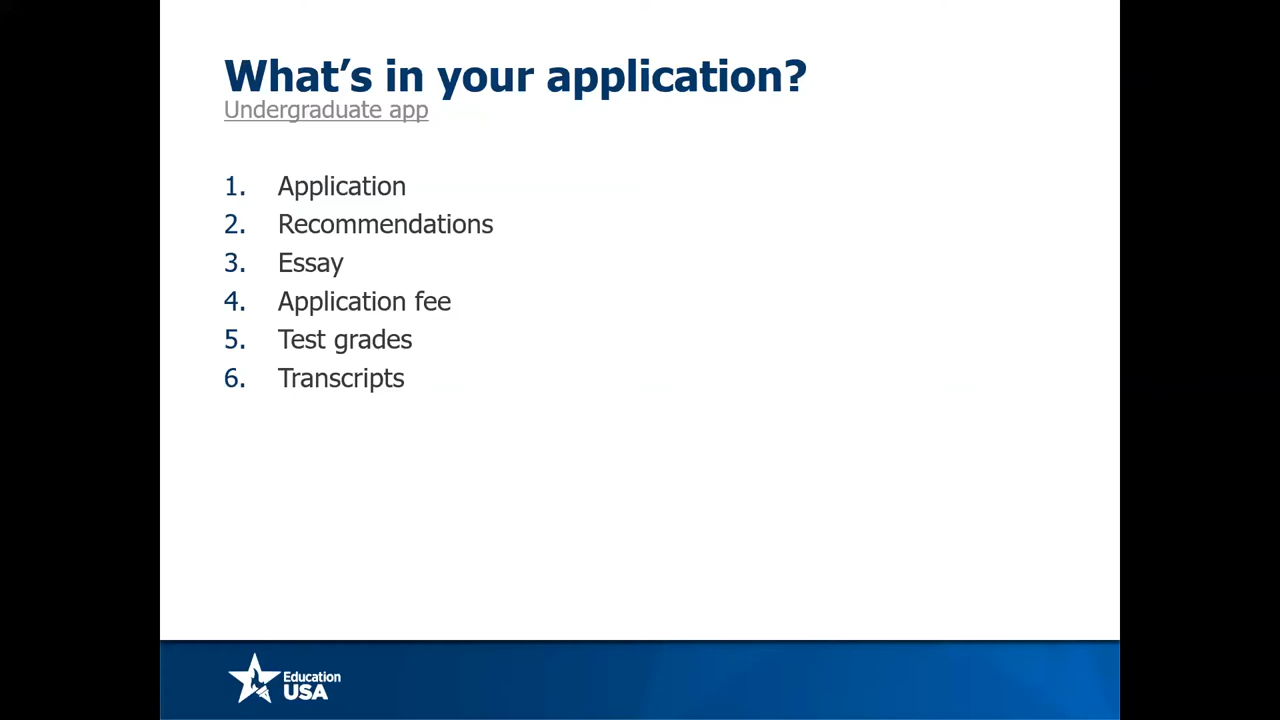 What’s in your application?
Undergraduate app
1. Application
2. Recommendations
3. Essay
4. Application fee
5. Test grades
6. Transcripts
Education
USA